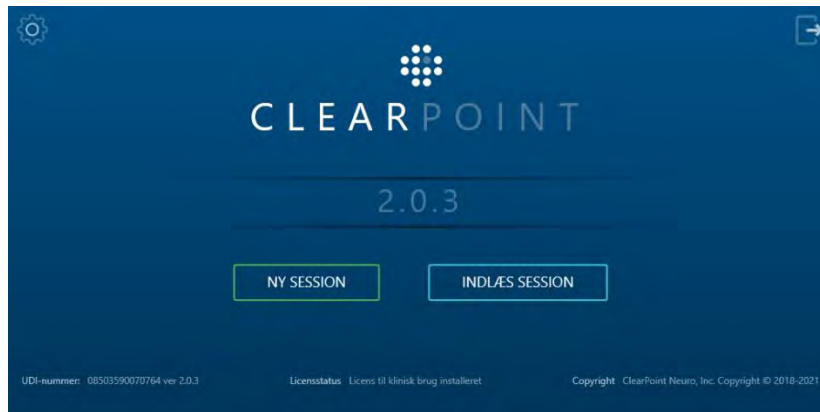 CLEARPOINT
2.0.3
NY SESSION
INDLÆS SESSION
UDI-nummer: 08503590070764 ver 2.0.3
Licensstatus Licens til klinisk brug installeret
Copyright ClearPoint Neuro, Inc. Copyright © 2018-2021